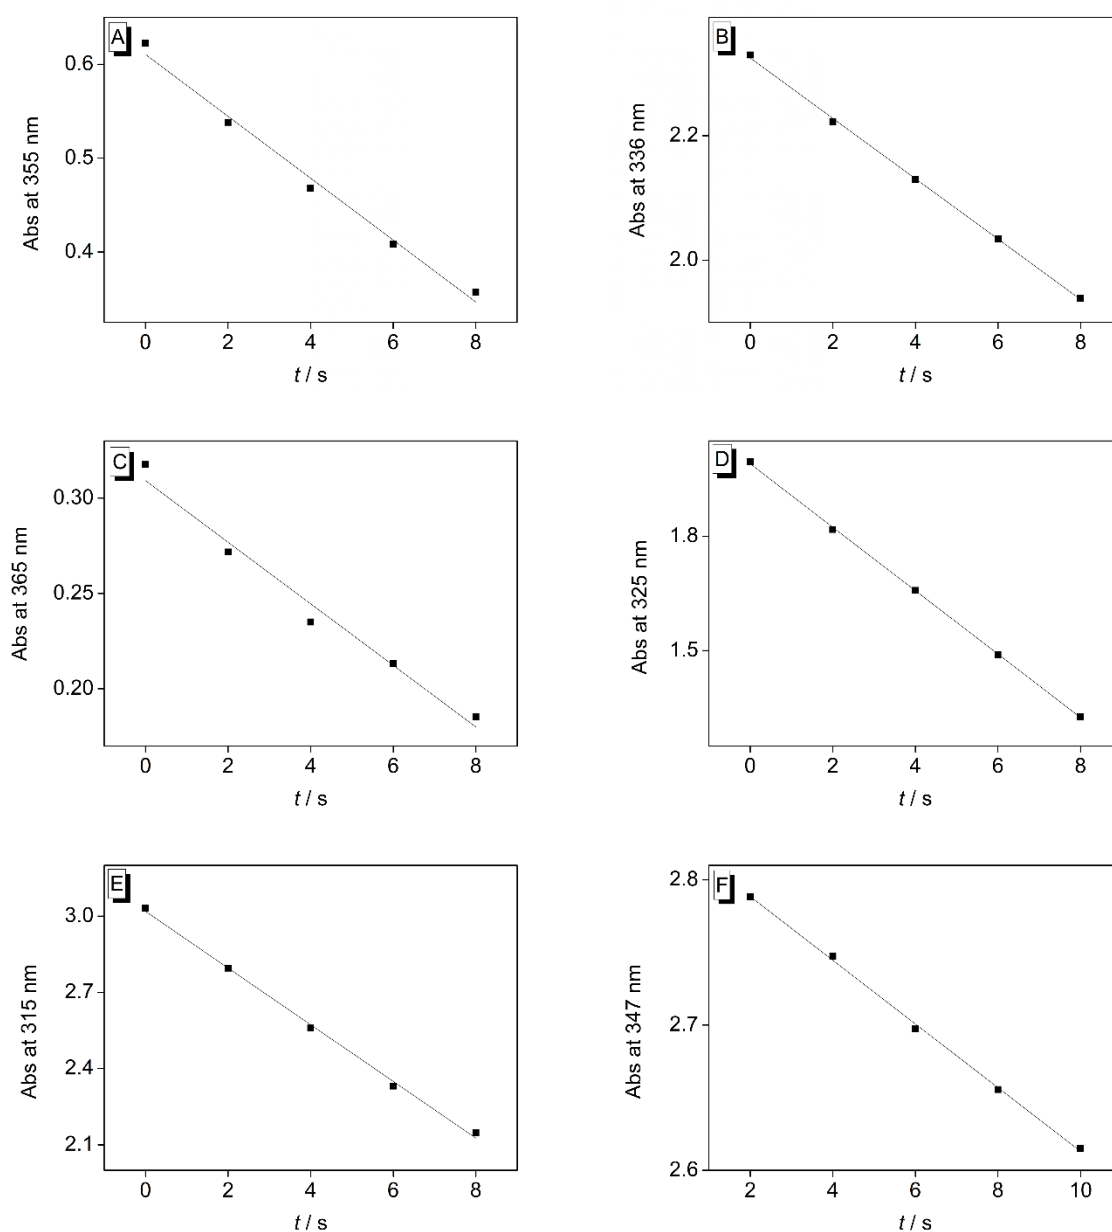 A
Abs at 355 nm
0.6
0.5
0.4
0 2 4 6 8
t / s
B
Abs at 336 nm
2.2
2.0
0 2 4 6 8
t / s
C
Abs at 365 nm
0.30
0.25
0.20
0 2 4 6 8
t / s
D
Abs at 325 nm
1.8
1.5
0 2 4 6 8
t / s
E
Abs at 315 nm
3.0
2.7
2.4
2.1
0 2 4 6 8
t / s
F
Abs at 347 nm
2.8
2.7
2.6
2 4 6 8 10
t / s